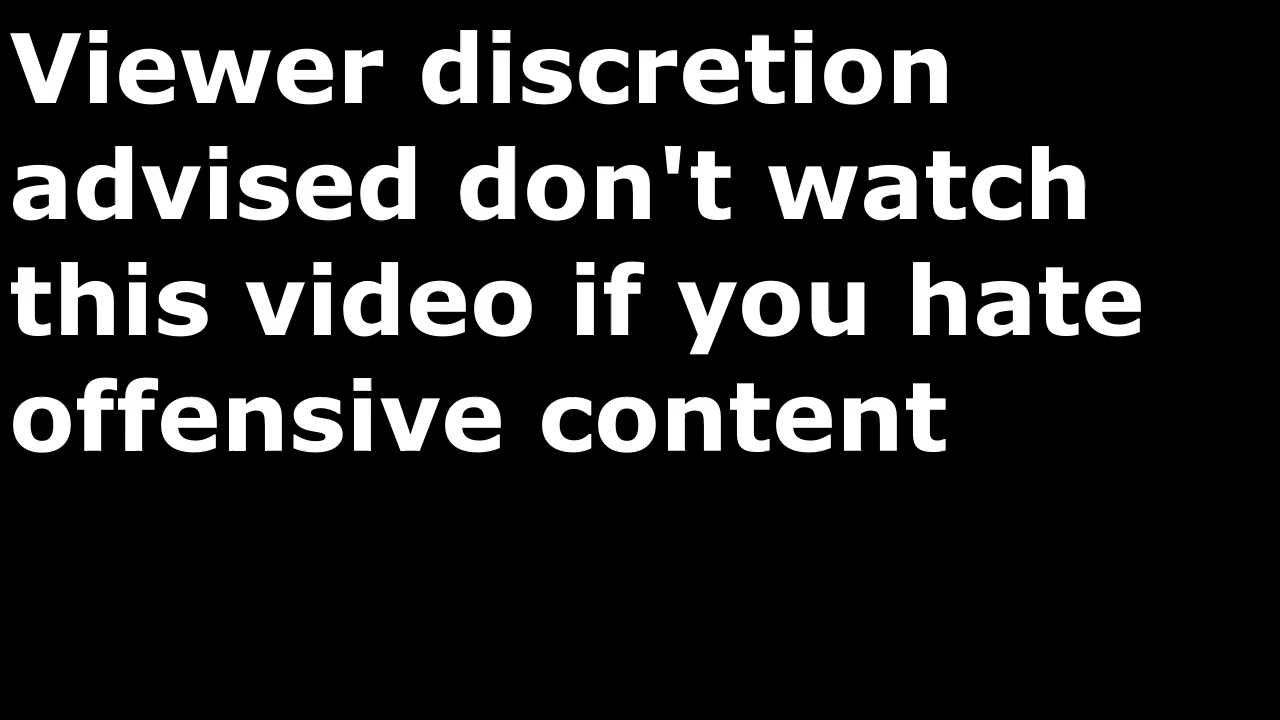 Viewer discretion
advised don't watch
this video if you hate
offensive content